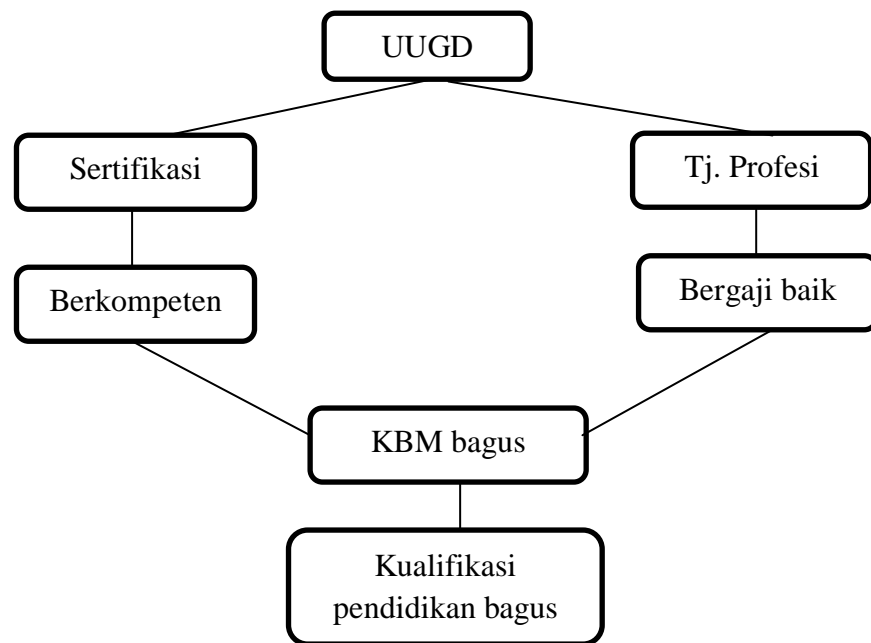 UUGD
Sertifikasi
Tj. Profesi
Berkompeten
Bergaji baik
KBM bagus
Kualifikasi
pendidikan bagus